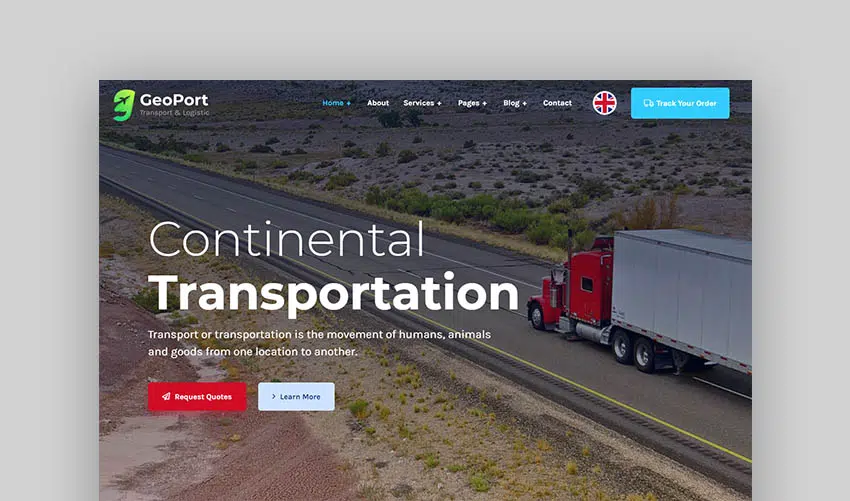 GeoPort
Transport & Logistic
Home +
About
Services +
Pages +
Blog +
Contact
Track Your Order
Continental
Transportation
Transport or transportation is the movement of humans, animals
and goods from one location to another.
Request Quotes
Learn More